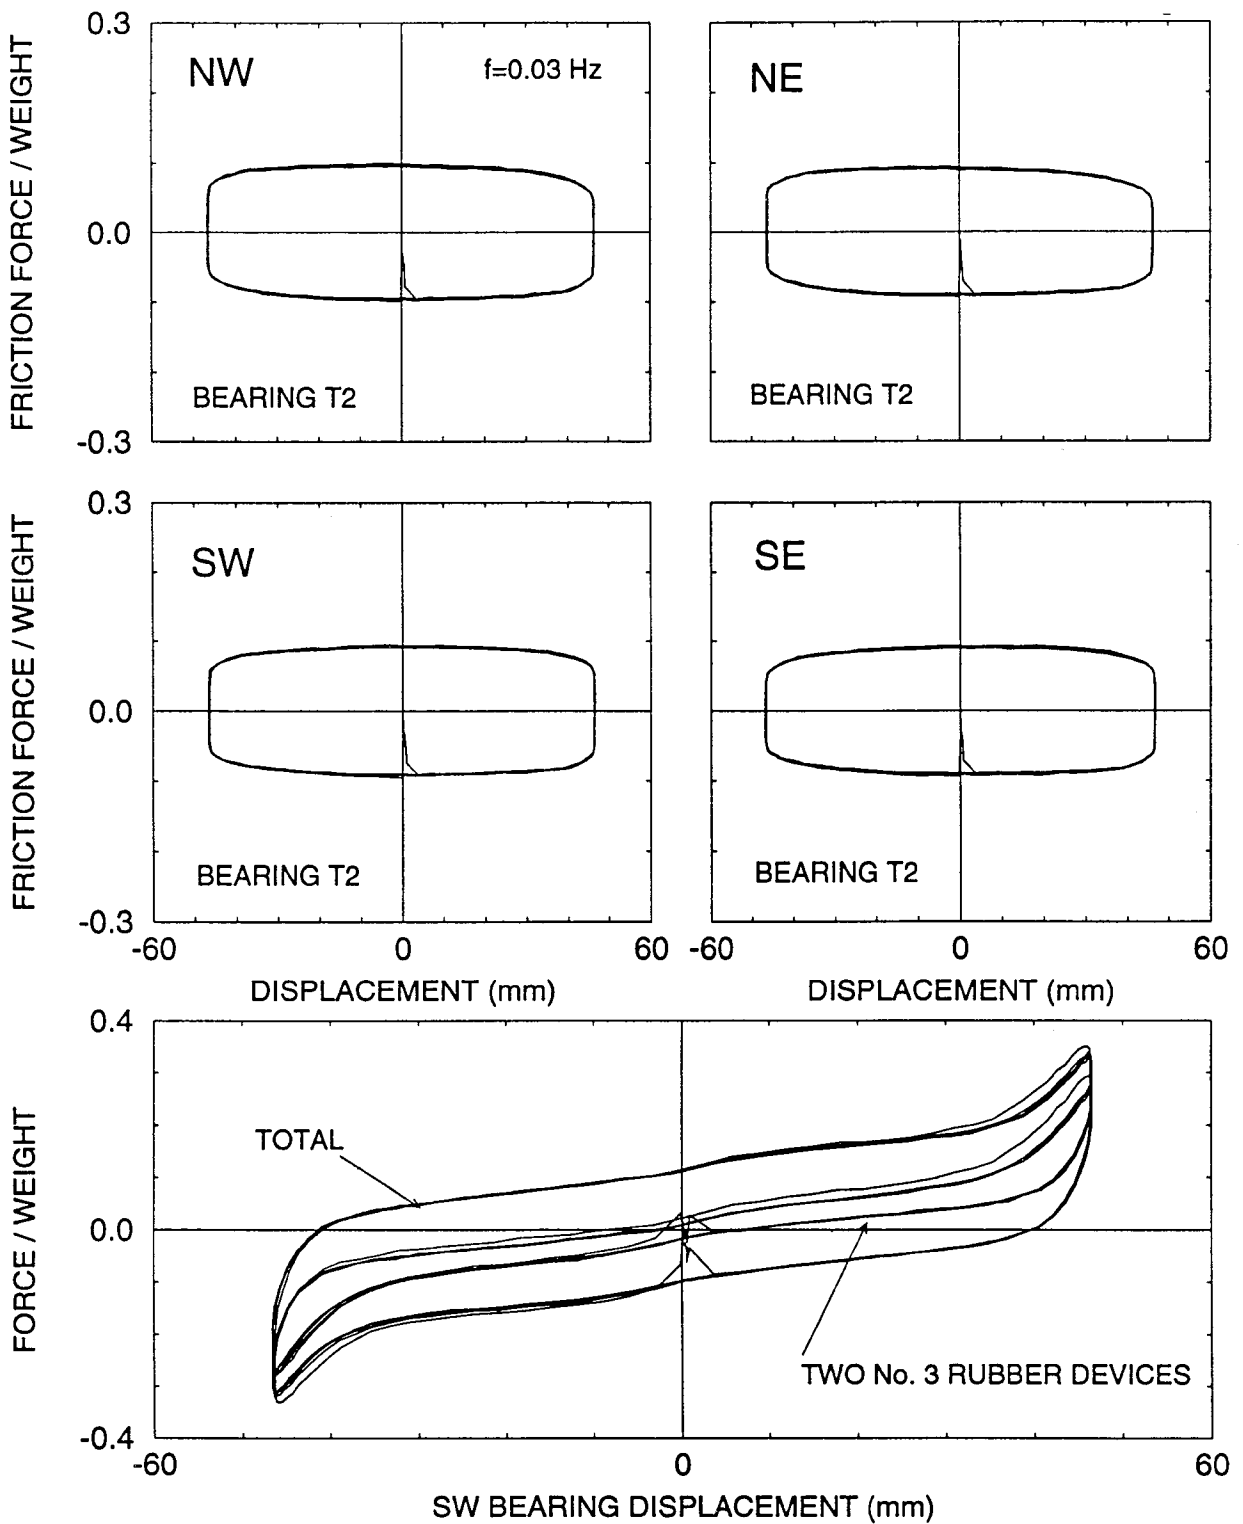 FRICTION FORCE / WEIGHT
0.3
0.0
-0.3
NW
f=0.03 Hz
BEARING T2
NE
BEARING T2
FRICTION FORCE / WEIGHT
0.3
0.0
-0.3
SW
BEARING T2
SE
BEARING T2
-60 0 60 -60 0 60
DISPLACEMENT (mm) DISPLACEMENT (mm)
FORCE / WEIGHT
0.4
0.0
-0.4
TOTAL
TWO No. 3 RUBBER DEVICES
-60 0 60
SW BEARING DISPLACEMENT (mm)